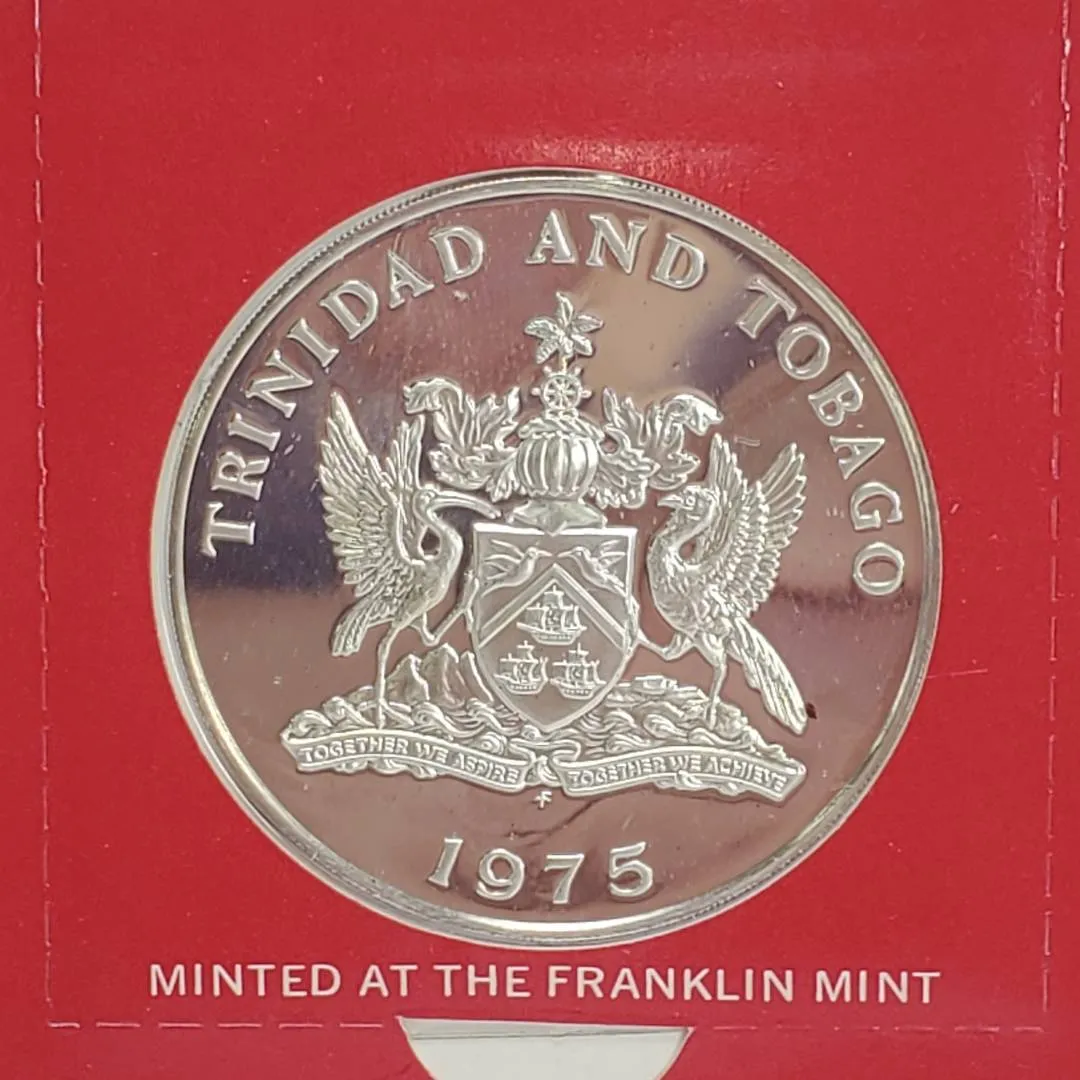 TRINIDAD AND TOBAGO
TOGETHER WE ASPIRE TOGETHER WE ACHIEVE
1975
MINTED AT THE FRANKLIN MINT